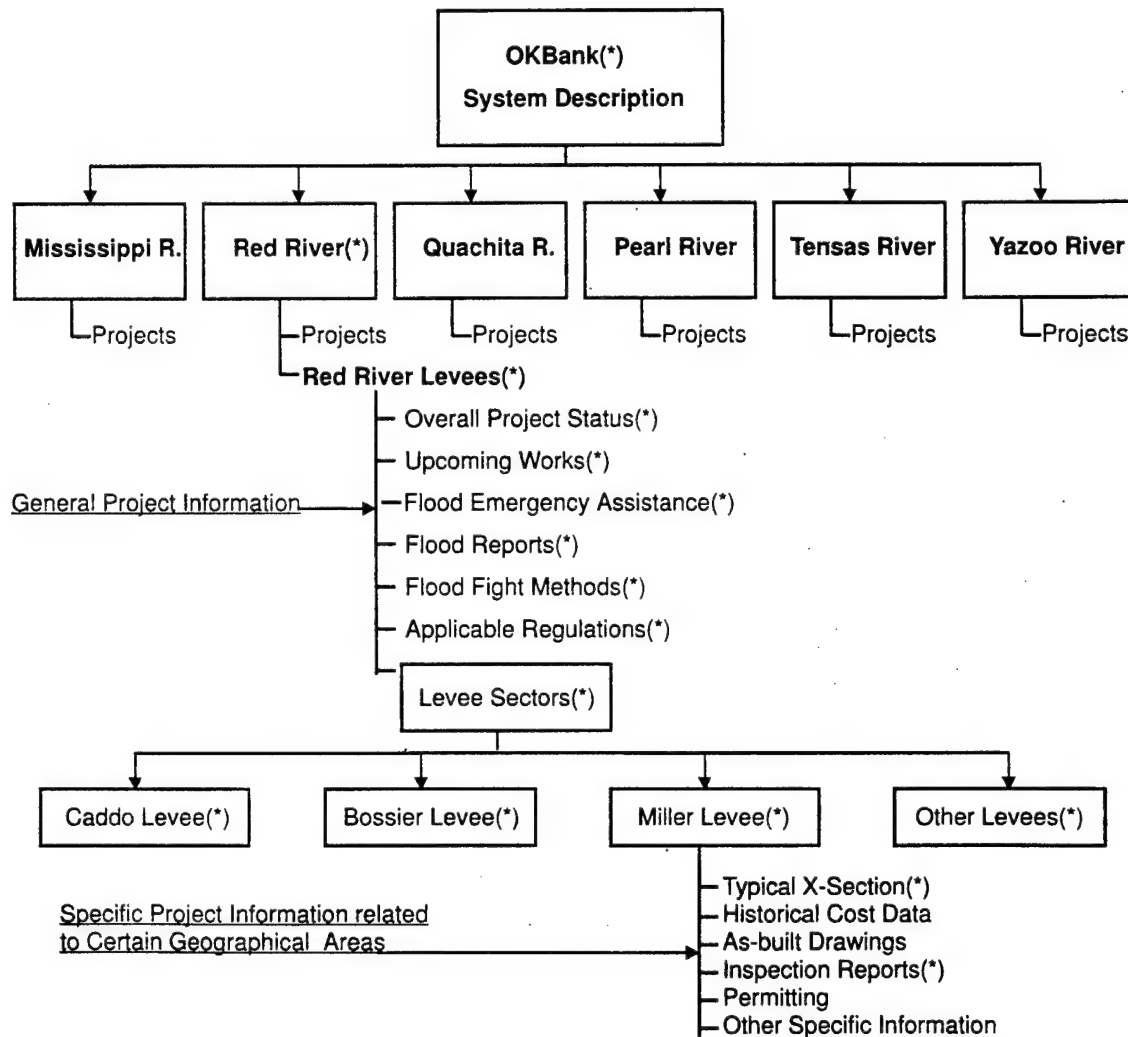 OKBank(*)
System Description
Mississippi R.
Red River(*)
Quachita R.
Pearl River
Tensas River
Yazoo River
Projects
Projects
Projects
Projects
Projects
Projects
Red River Levees(*)
Overall Project Status(*)
Upcoming Works(*)
General Project Information
Flood Emergency Assistance(*)
Flood Reports(*)
Flood Fight Methods(*)
Applicable Regulations(*)
Levee Sectors(*)
Caddo Levee(*)
Bossier Levee(*)
Miller Levee(*)
Other Levees(*)
Specific Project Information related
to Certain Geographical Areas
Typical X-Section(*)
Historical Cost Data
As-built Drawings
Inspection Reports(*)
Permitting
Other Specific Information